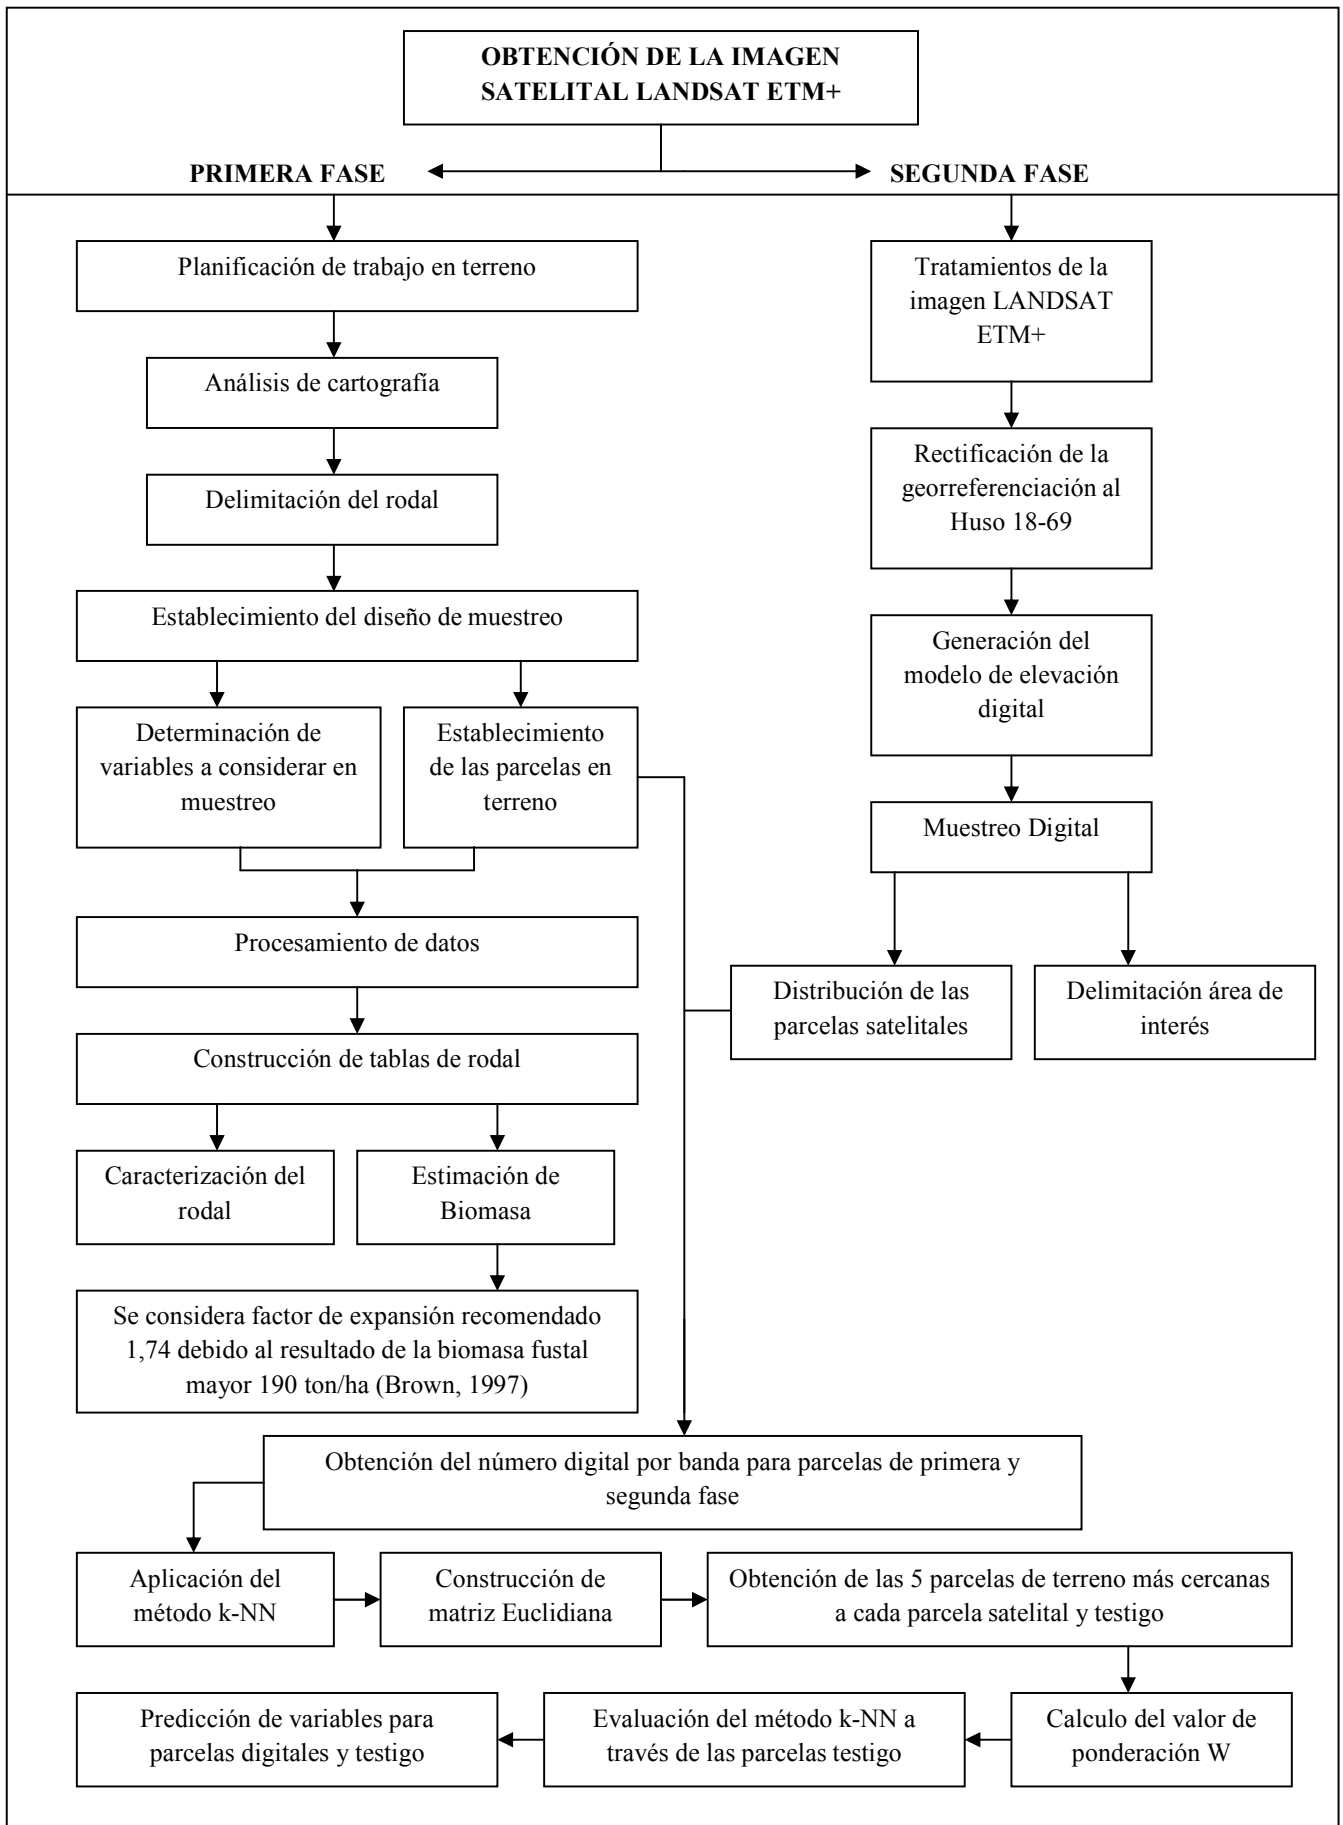 OBTENCIÓN DE LA IMAGEN
SATELITAL LANDSAT ETM+
PRIMERA FASE
SEGUNDA FASE
Planificación de trabajo en terreno
Análisis de cartografía
Delimitación del rodal
Establecimiento del diseño de muestreo
Determinación de
variables a considerar en
muestreo
Establecimiento
de las parcelas en
terreno
Procesamiento de datos
Construcción de tablas de rodal
Caracterización del
rodal
Estimación de
Biomasa
Se considera factor de expansión recomendado
1,74 debido al resultado de la biomasa fustal
mayor 190 ton/ha (Brown, 1997)
Tratamientos de la
imagen LANDSAT
ETM+
Rectificación de la
georreferenciación al
Huso 18-69
Generación del
modelo de elevación
digital
Muestreo Digital
Distribución de las
parcelas satelitales
Delimitación área de
interés
Obtención del número digital por banda para parcelas de primera y
segunda fase
Aplicación del
método k-NN
Construcción de
matriz Euclidiana
Obtención de las 5 parcelas de terreno más cercanas
a cada parcela satelital y testigo
Calculo del valor de
ponderación W
Evaluación del método k-NN a
través de las parcelas testigo
Predicción de variables para
parcelas digitales y testigo